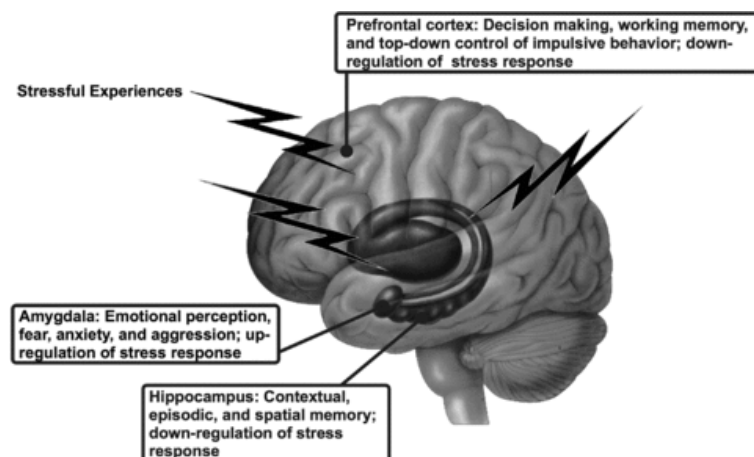 Prefrontal cortex: Decision making, working memory,
and top-down control of impulsive behavior; down-
regulation of stress response
Stressful Experiences
Amygdala: Emotional perception,
fear, anxiety, and aggression; up-
regulation of stress response
Hippocampus: Contextual,
episodic, and spatial memory;
down-regulation of stress
response